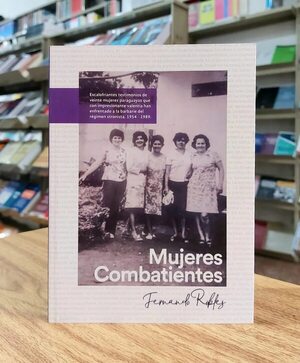 Escalofriantes testimonios de
veinte mujeres paraguayas que
con impresionante valentía han
enfrentado a la barbarie del
régimen stronista. 1954 - 1989.
Mujeres
Combatientes
Fernando Robles